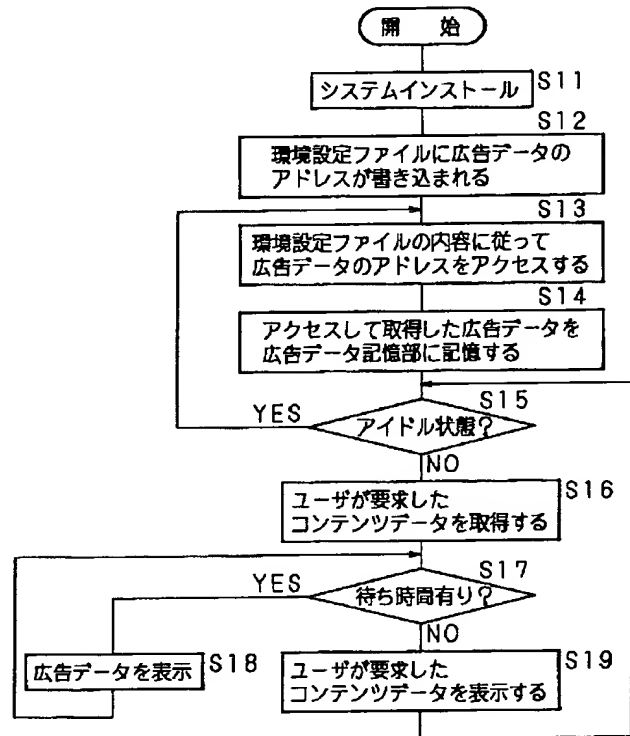 開 始
システムインストール S11
S12
環境設定ファイルに広告データの
アドレスが書き込まれる
S13
環境設定ファイルの内容に従って
広告データのアドレスをアクセスする
S14
アクセスして取得した広告データを
広告データ記憶部に記憶する
S15
YES アイドル状態?
NO
ユーザが要求した S16
コンテンツデータを取得する
S17
YES 待ち時間有り?
NO
広告データを表示 S18
ユーザが要求した S19
コンテンツデータを表示する